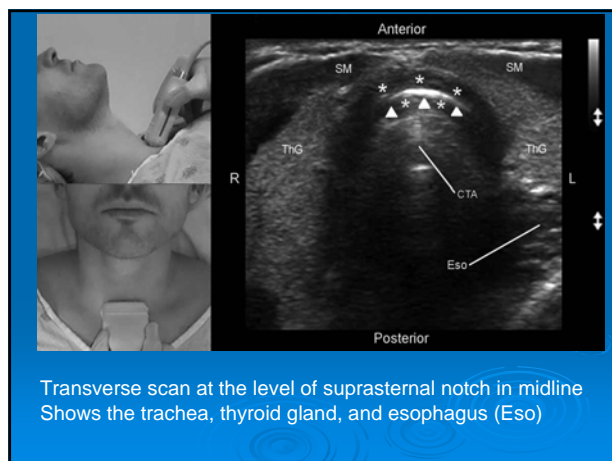 Anterior
SM
SM
*
*
*
*
*
ThG
ThG
R
L
CTA
Eso
Posterior
Transverse scan at the level of suprasternal notch in midline
Shows the trachea, thyroid gland, and esophagus (Eso)